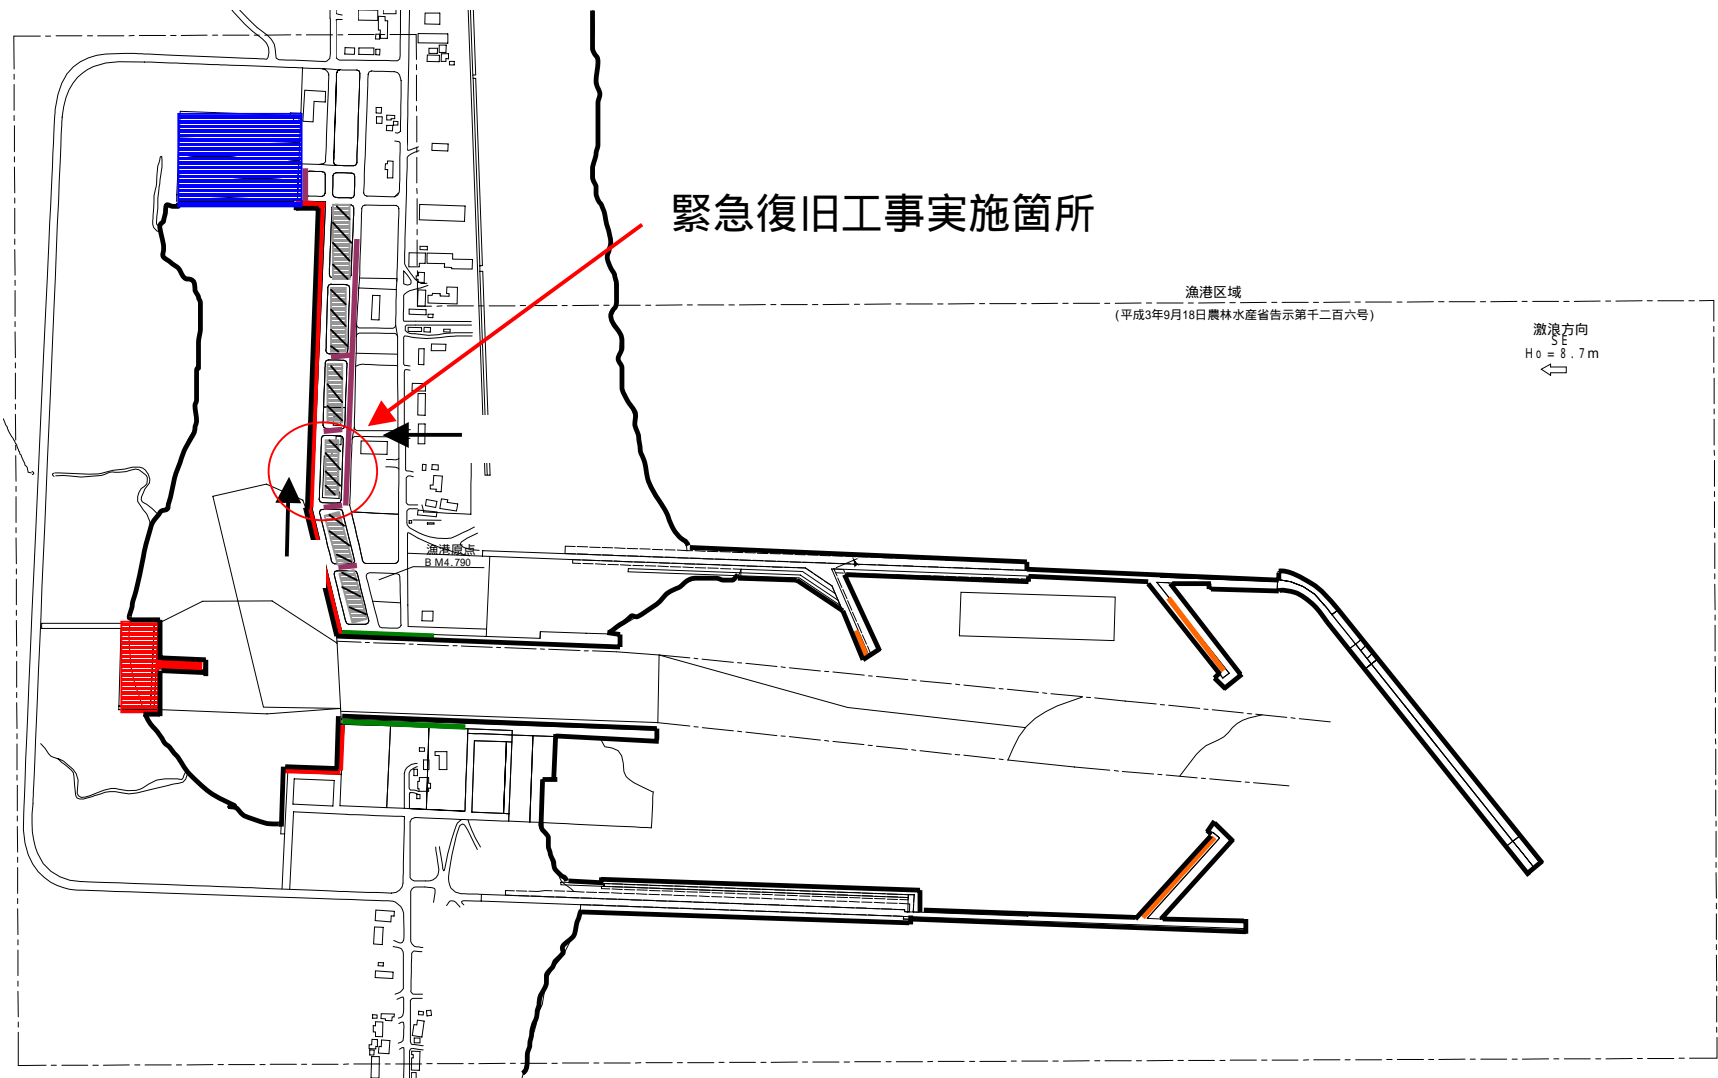 緊急復旧工事実施箇所
漁港区域
(平成3年9月18日農林水産省告示第千二百六号)
激浪方向
SE
Ho=8.7m
漁港原点
BM4.790